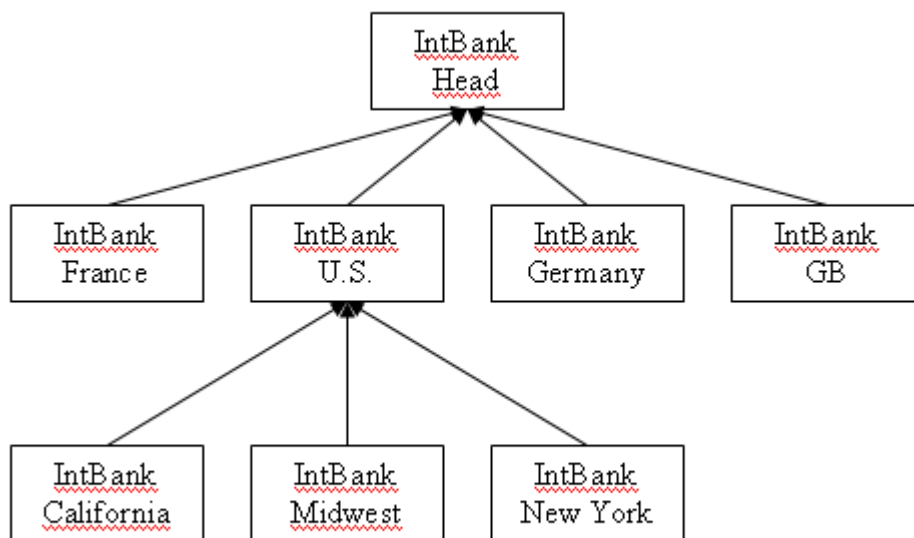 IntBank
Head
IntBank
France
IntBank
U.S.
IntBank
Germany
IntBank
GB
IntBank
California
IntBank
Midwest
IntBank
New York